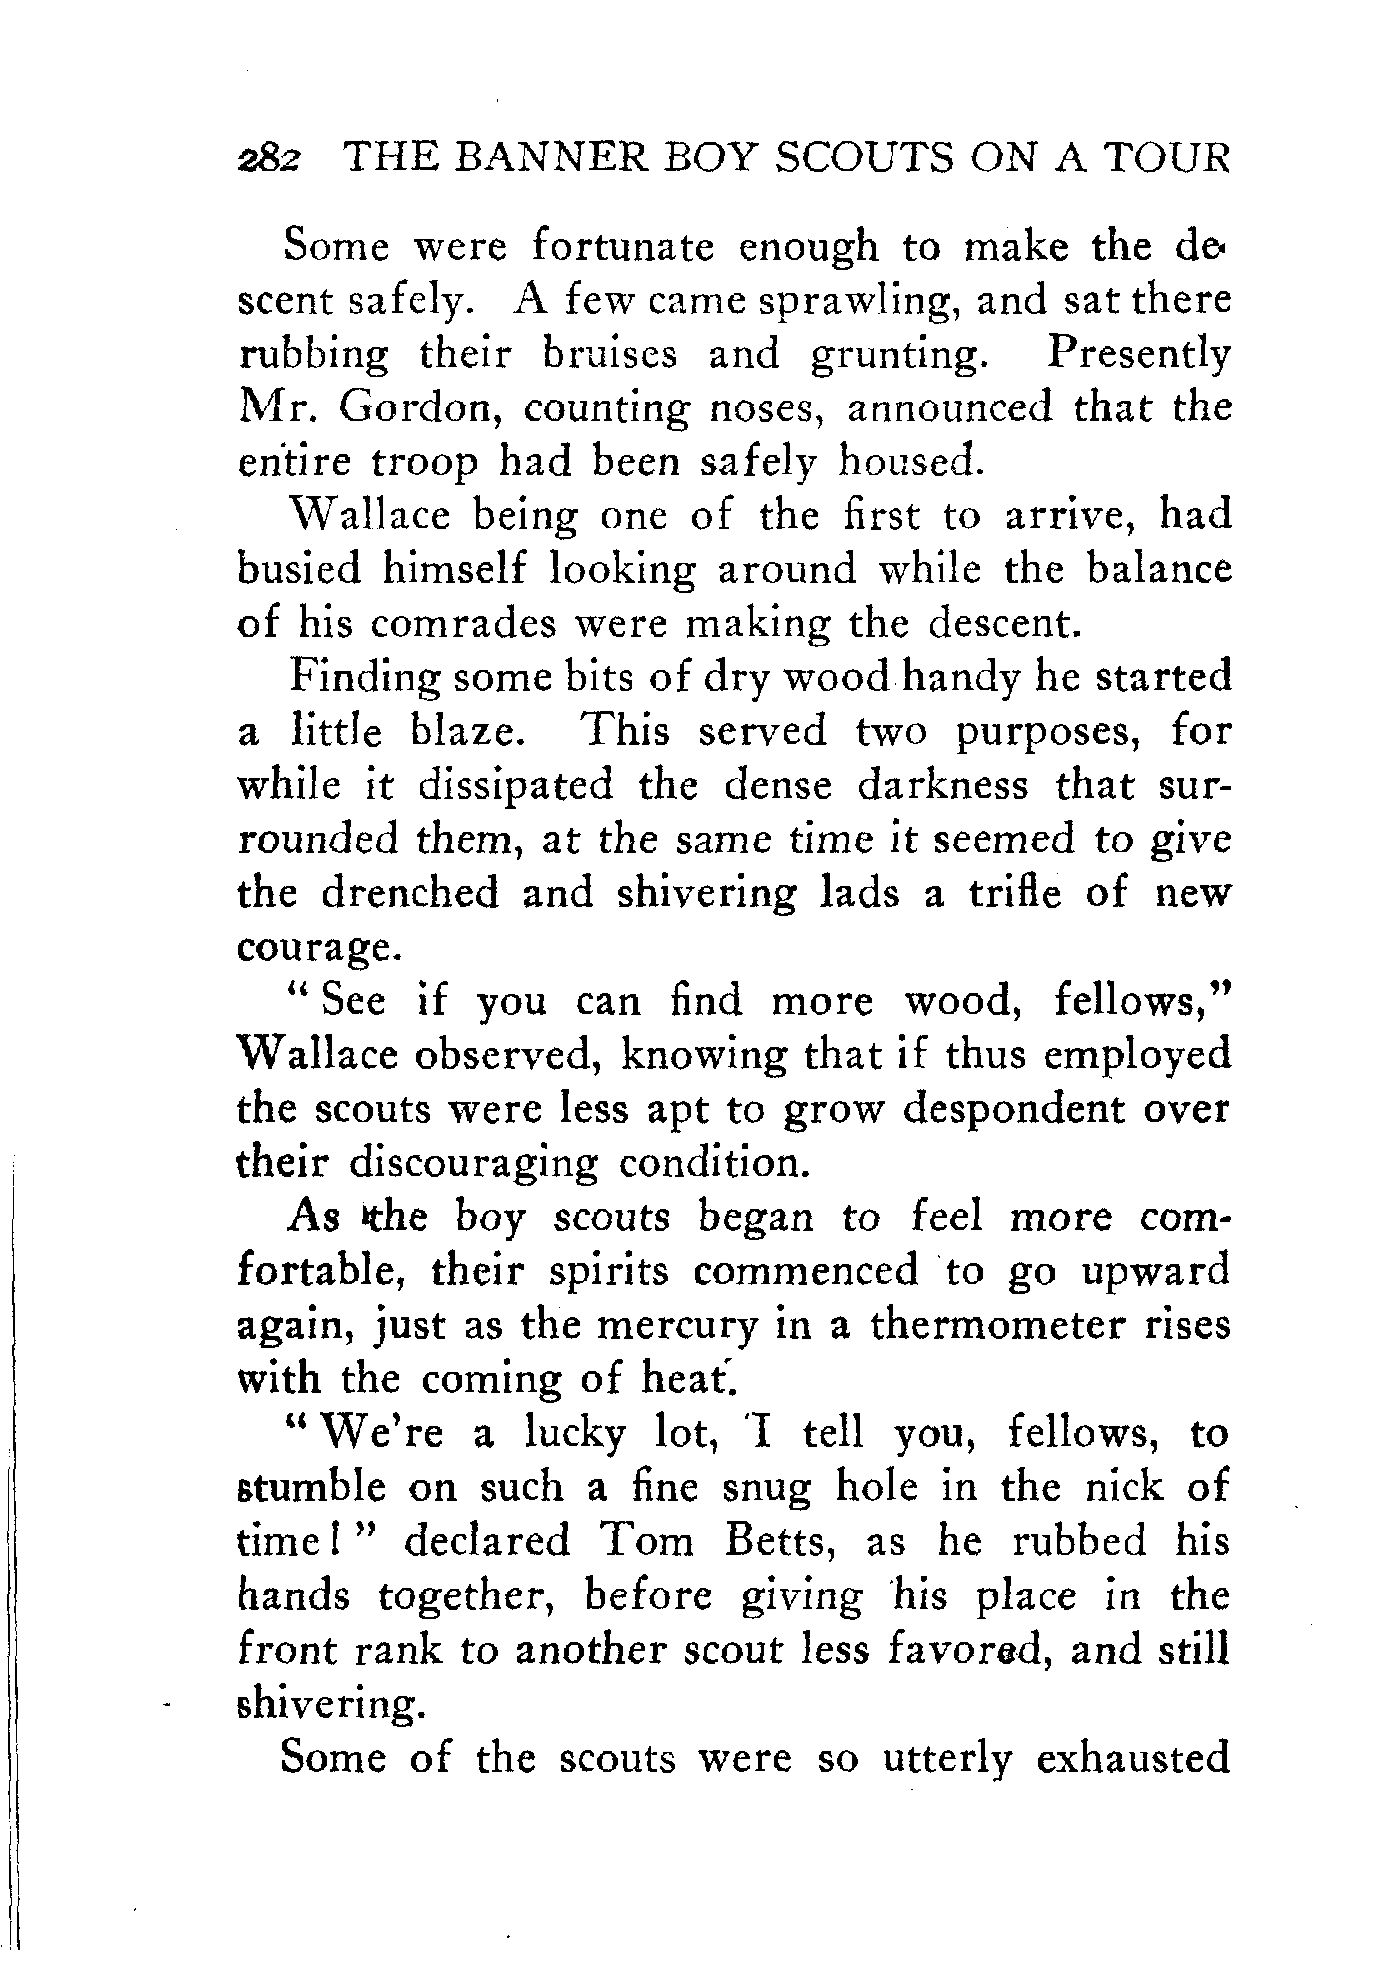 282 THE BANNER BOY SCOUTS ON A TOUR
Some were fortunate enough to make the de-
scent safely. A few came sprawling, and sat there
rubbing their bruises and grunting. Presently
Mr. Gordon, counting noses, announced that the
entire troop had been safely housed.
Wallace being one of the first to arrive, had
busied himself looking around while the balance
of his comrades were making the descent.
Finding some bits of dry wood handy he started
a little blaze. This served two purposes, for
while it dissipated the dense darkness that sur-
rounded them, at the same time it seemed to give
the drenched and shivering lads a trifle of new
courage.
" See if you can find more wood, fellows,"
Wallace observed, knowing that if thus employed
the scouts were less apt to grow despondent over
their discouraging condition.
As the boy scouts began to feel more com-
fortable, their spirits commenced to go upward
again, just as the mercury in a thermometer rises
with the coming of heat.
" We're a lucky lot, I tell you, fellows, to
stumble on such a fine snug hole in the nick of
time! " declared Tom Betts, as he rubbed his
hands together, before giving his place in the
front rank to another scout less favored, and still
shivering.
Some of the scouts were so utterly exhausted